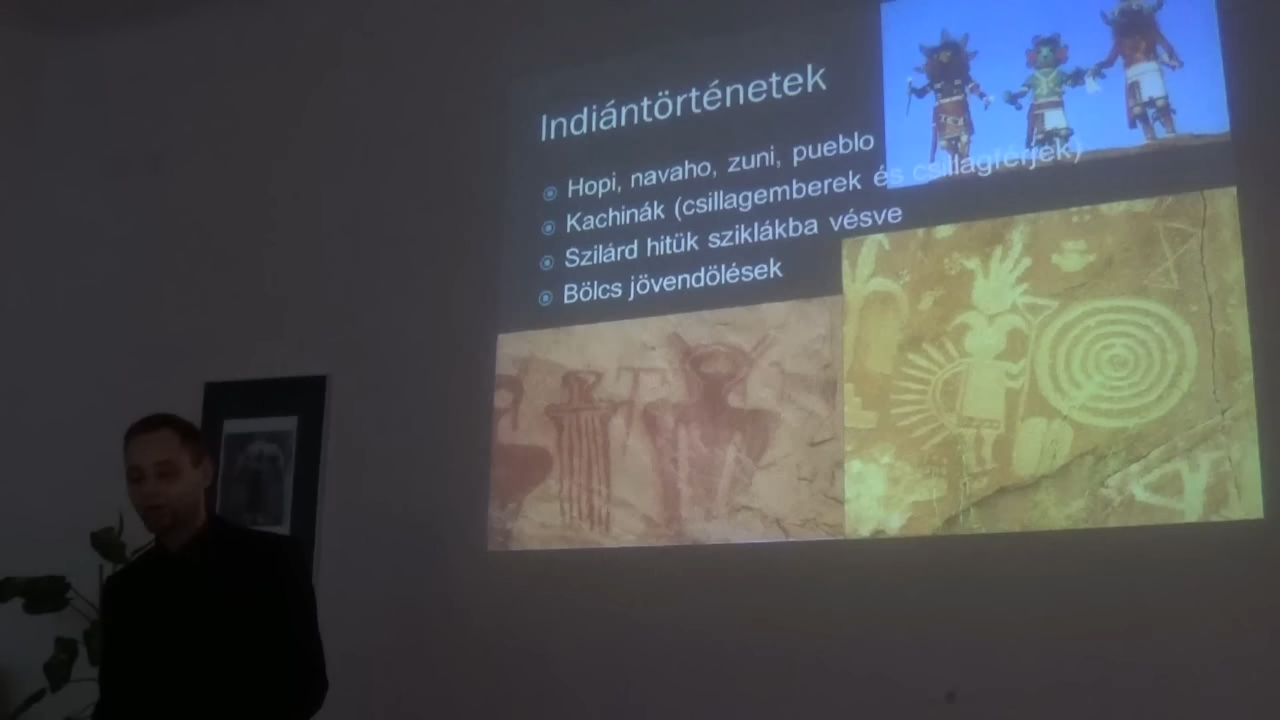 Indiántörténetek
Hopi, navaho, zuni, pueblo
Kachinák (csillagemberek és csillagférjek)
Szilárd hitük sziklákba vésve
Bölcs jövendölések